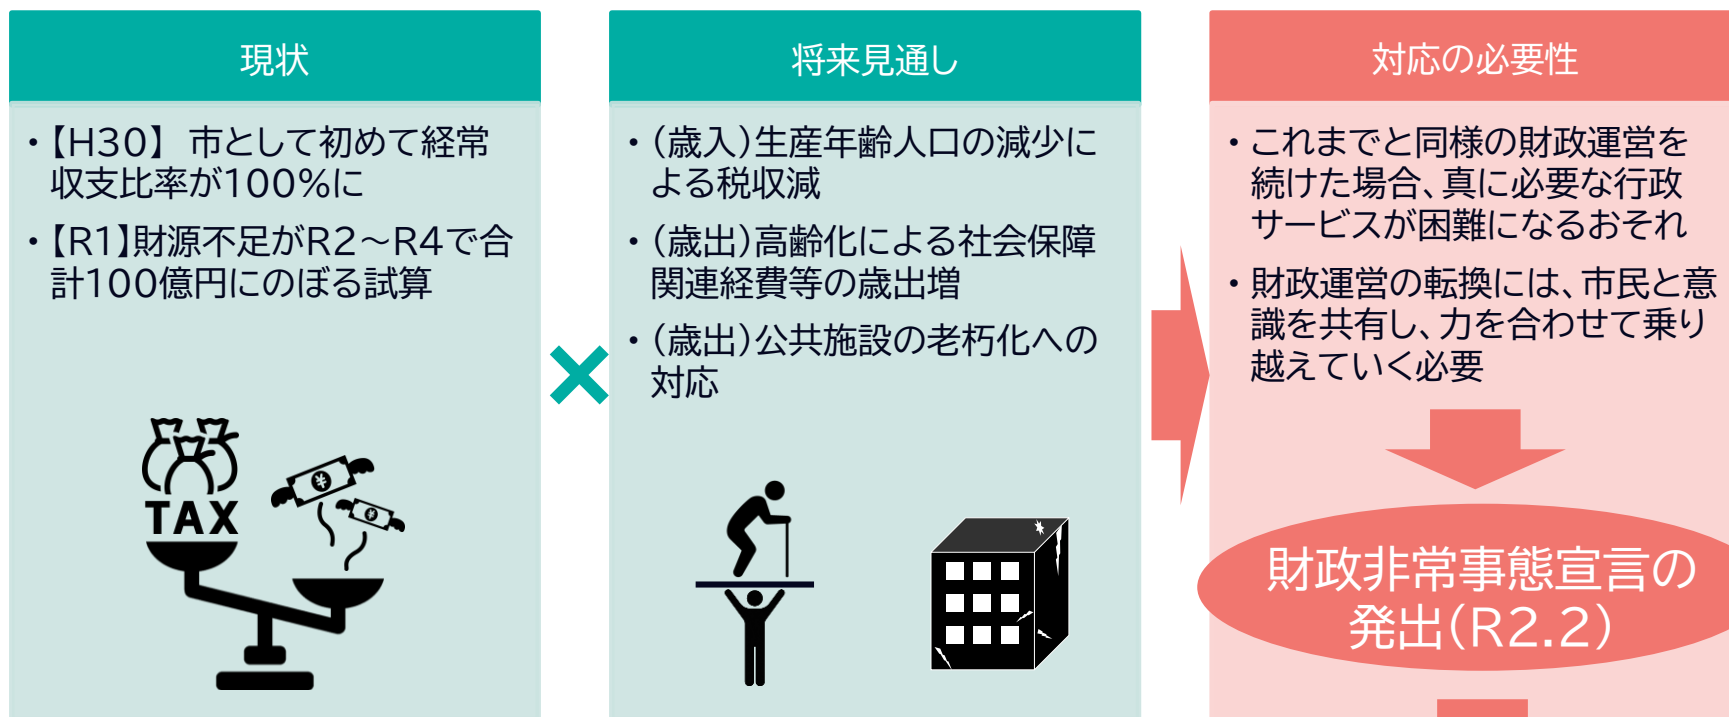 現状
・【H30】 市として初めて経常
収支比率が100%に
・【R1】財源不足がR2～R4で合
計100億円にのぼる試算
TAX
¥
¥
将来見通し
・(歳入)生産年齢人口の減少に
よる税収減
・(歳出)高齢化による社会保障
関連経費等の歳出増
・(歳出)公共施設の老朽化への
対応
対応の必要性
・これまでと同様の財政運営を
続けた場合、真に必要な行政
サービスが困難になるおそれ
・財政運営の転換には、市民と意
識を共有し、力を合わせて乗り
越えていく必要
財政非常事態宣言の
発出(R2.2)